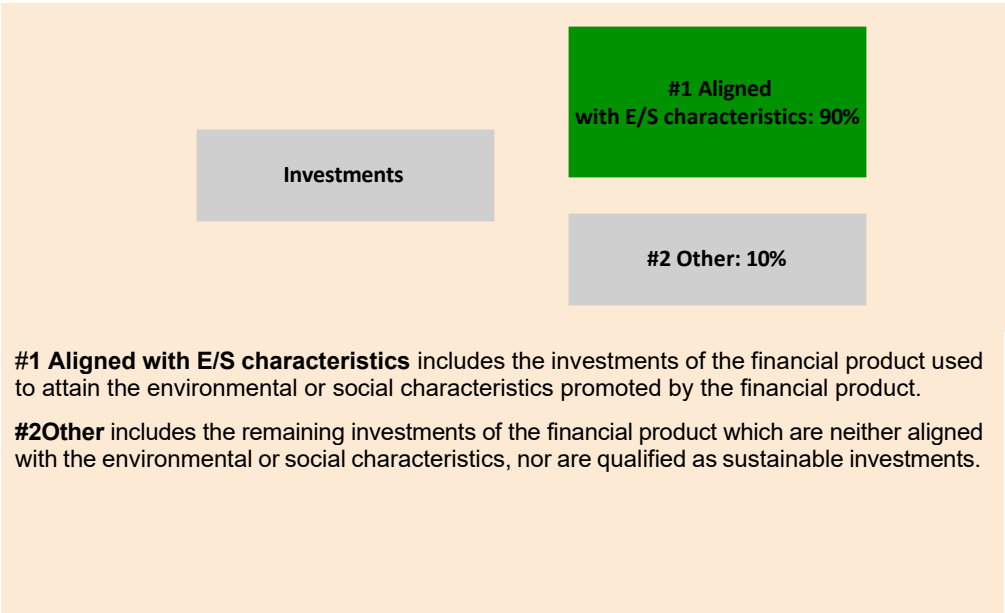 #1 Aligned
with E/S characteristics: 90%
Investments
#2 Other: 10%
#1 Aligned with E/S characteristics includes the investments of the financial product used
to attain the environmental or social characteristics promoted by the financial product.
#2Other includes the remaining investments of the financial product which are neither aligned
with the environmental or social characteristics, nor are qualified as sustainable investments.